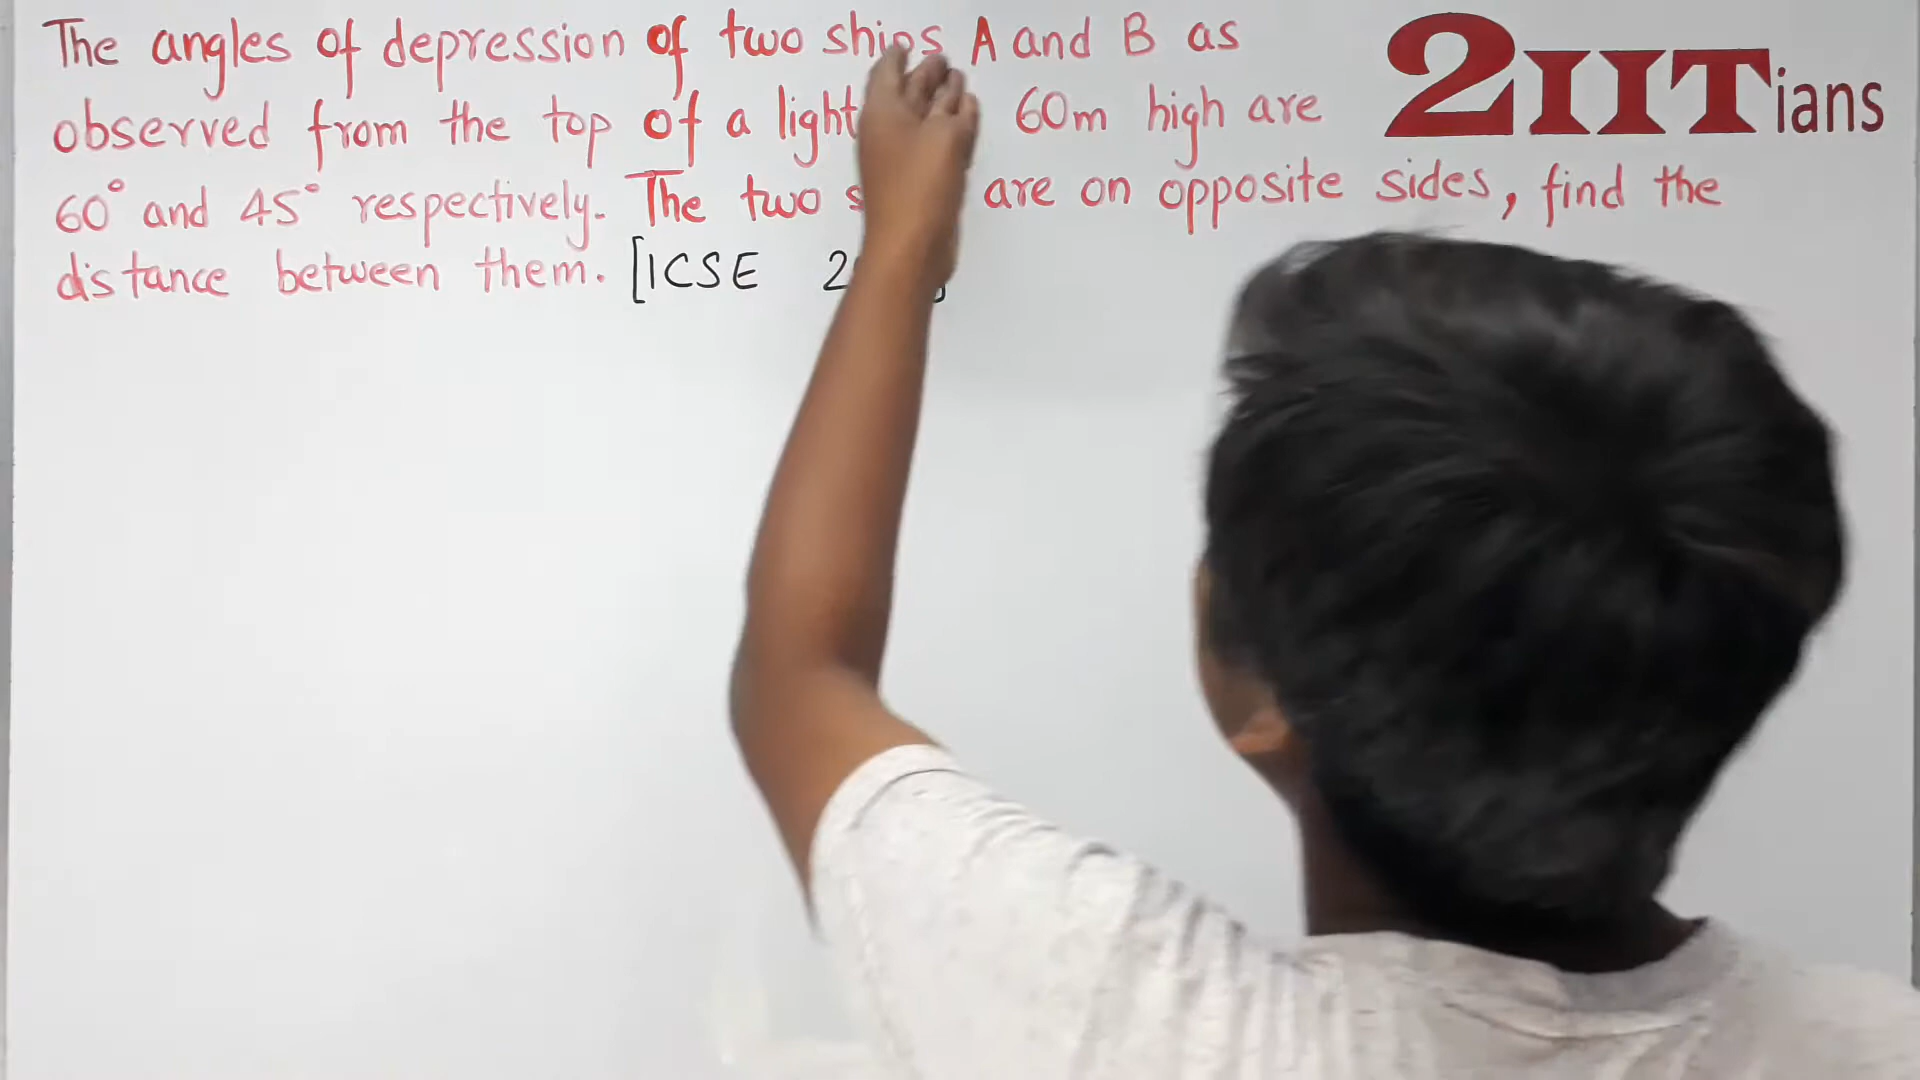 The angles of depression of two ships A and B as
2IITians
observed from the top of a light 60m high are
60° and 45° respectively. The two are on opposite sides, find the
distance between them. [ICSE